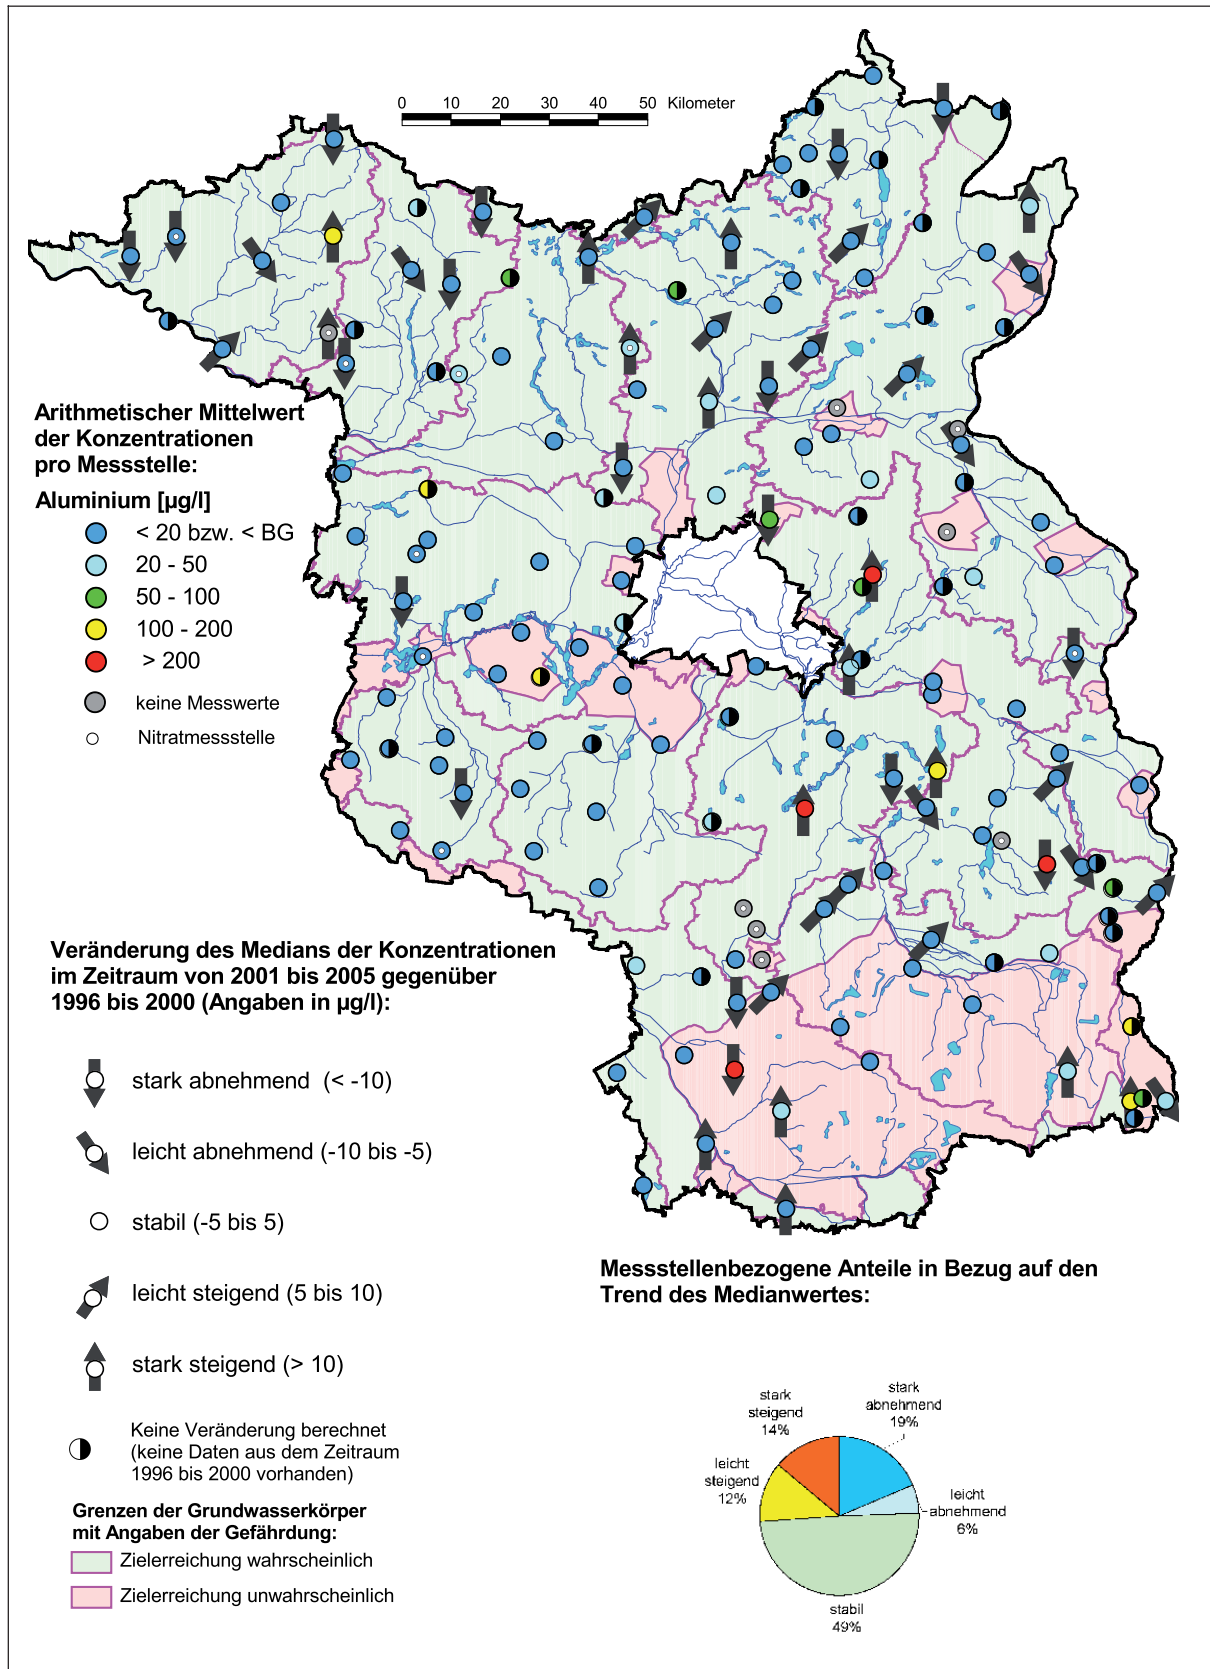 0 10 20 30 40 50 Kilometer
Arithmetischer Mittelwert
der Konzentrationen
pro Messstelle:
Aluminium [µg/l]
< 20 bzw. < BG
20 - 50
50 - 100
100 - 200
> 200
keine Messwerte
Nitratmessstelle
Veränderung des Medians der Konzentrationen
im Zeitraum von 2001 bis 2005 gegenüber
1996 bis 2000 (Angaben in µg/l):
stark abnehmend (< -10)
leicht abnehmend (-10 bis -5)
stabil (-5 bis 5)
leicht steigend (5 bis 10)
stark steigend (> 10)
Keine Veränderung berechnet
(keine Daten aus dem Zeitraum
1996 bis 2000 vorhanden)
Grenzen der Grundwasserkörper
mit Angaben der Gefährdung:
Zielerreichung wahrscheinlich
Zielerreichung unwahrscheinlich
Messstellenbezogene Anteile in Bezug auf den
Trend des Medianwertes:
stark
steigend
14%
stark
abnehmend
19%
leicht
steigend
12%
leicht
abnehmend
6%
stabil
49%